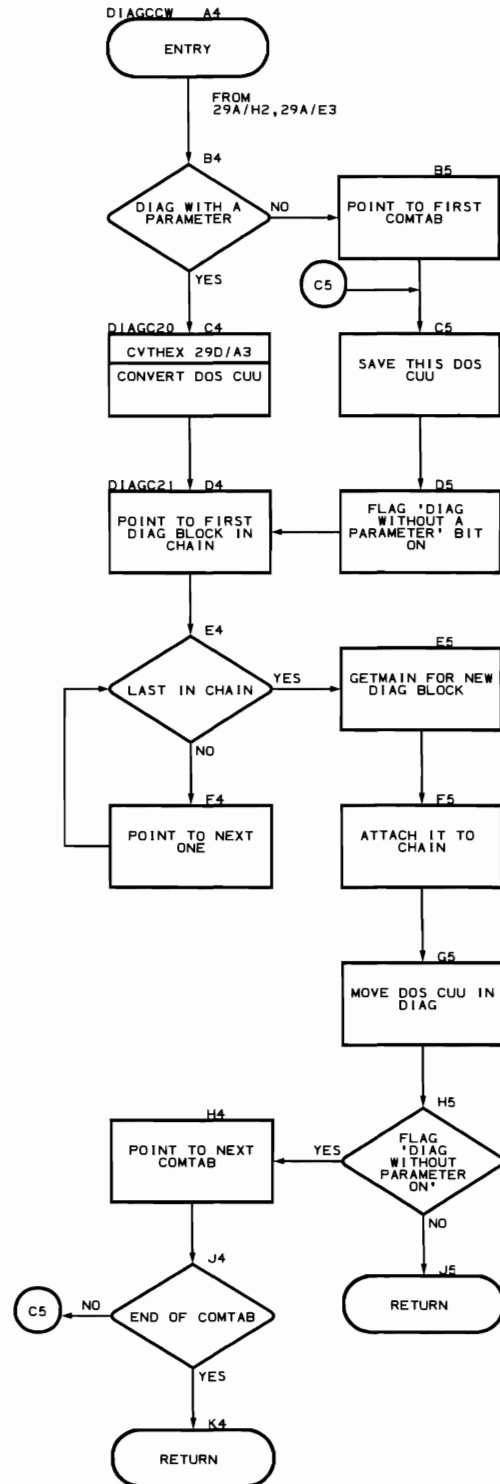 DIAGCCW A4
ENTRY
FROM
29A/H2,29A/E3
B4
DIAG WITH A
PARAMETER
NO
YES
B5
POINT TO FIRST
COMTAB
C5
DIAGC20 C4
CVTHEX 29D/A3
CONVERT DOS CUU
C5
SAVE THIS DOS
CUU
DIAGC21 D4
POINT TO FIRST
DIAG BLOCK IN
CHAIN
D5
FLAG 'DIAG
WITHOUT A
PARAMETER' BIT
ON
E4
LAST IN CHAIN
YES
NO
E5
GETMAIN FOR NEW
DIAG BLOCK
F4
POINT TO NEXT
ONE
F5
ATTACH IT TO
CHAIN
G5
MOVE DOS CUU IN
DIAG
H5
FLAG
'DIAG
WITHOUT
PARAMETER
ON'
YES
NO
H4
POINT TO NEXT
COMTAB
J5
RETURN
J4
END OF COMTAB
NO
C5
YES
K4
RETURN